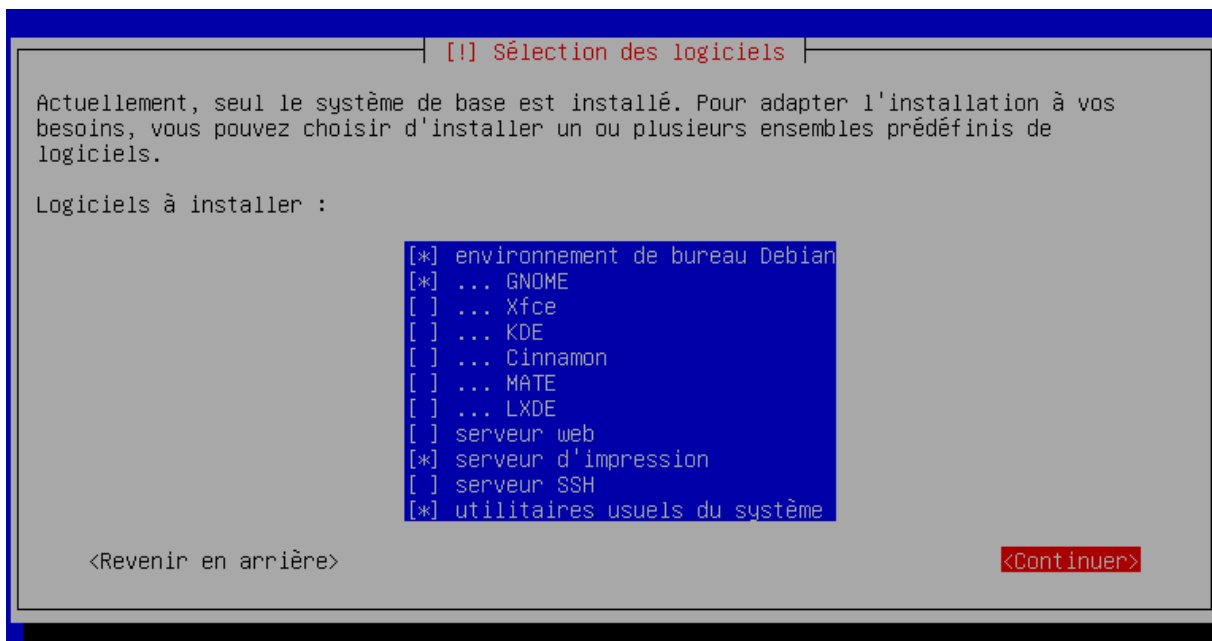 [!] Sélection des logiciels
Actuellement, seul le système de base est installé. Pour adapter l'installation à vos
besoins, vous pouvez choisir d'installer un ou plusieurs ensembles prédéfinis de
logiciels.
Logiciels à installer :
[*] environnement de bureau Debian
[*] ... GNOME
[ ] ... Xfce
[ ] ... KDE
[ ] ... Cinnamon
[ ] ... MATE
[ ] ... LXDE
[ ] serveur web
[*] serveur d'impression
[ ] serveur SSH
[*] utilitaires usuels du système
<Revenir en arrière> <Continuer>